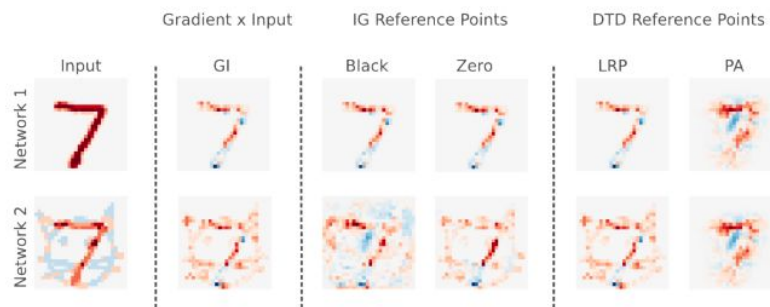 Gradient x Input IG Reference Points DTD Reference Points
Input GI Black Zero LRP PA
Network 1
Network 2